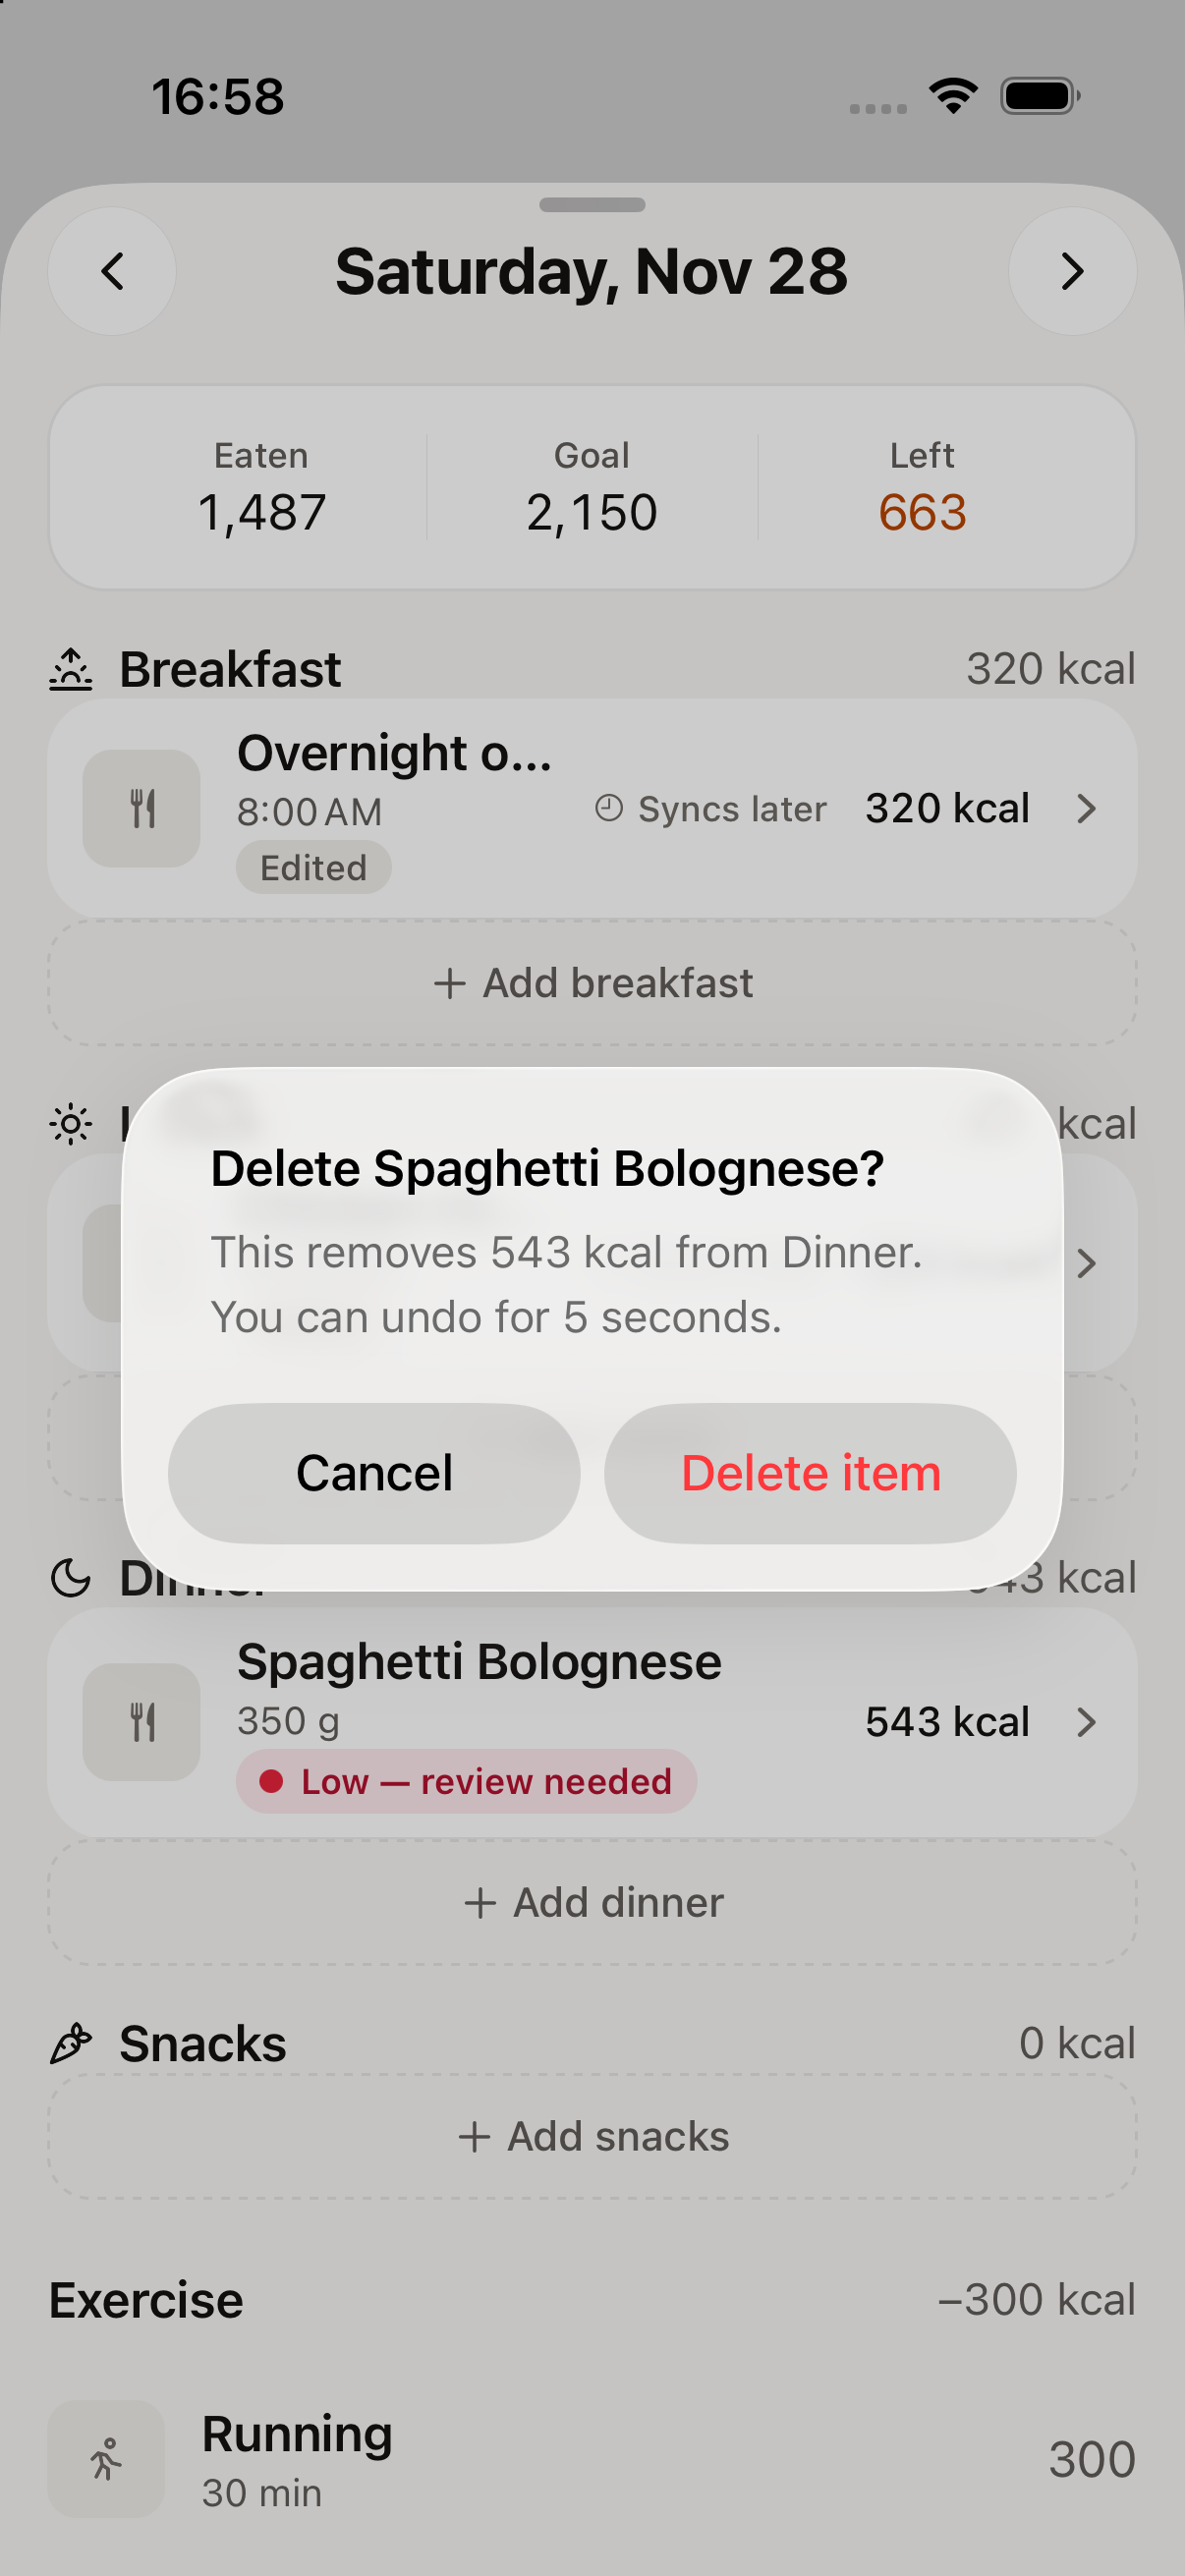 16:58
Saturday, Nov 28
Eaten
1,487
Goal
2,150
Left
663
Breakfast
320 kcal
Overnight o...
8:00 AM
Edited
Syncs later
320 kcal
+ Add breakfast
kcal
Delete Spaghetti Bolognese?
This removes 543 kcal from Dinner.
You can undo for 5 seconds.
Cancel
Delete item
Dinner
543 kcal
Spaghetti Bolognese
350 g
Low — review needed
543 kcal
+ Add dinner
Snacks
0 kcal
+ Add snacks
Exercise
–300 kcal
Running
30 min
300